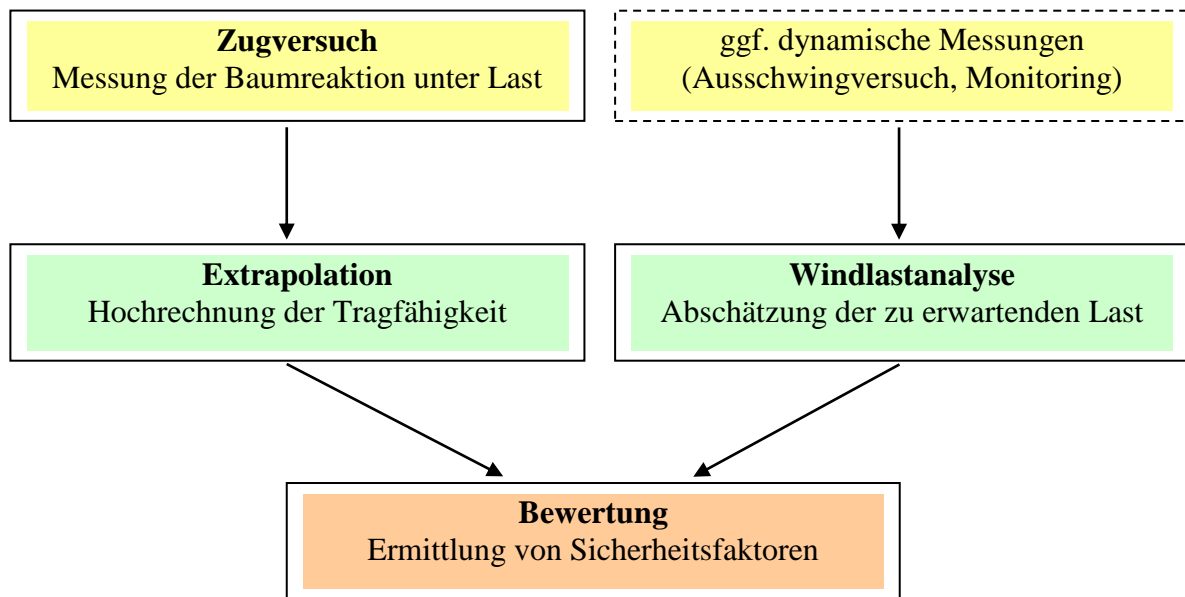 Zugversuch
Messung der Baumreaktion unter Last
ggf. dynamische Messungen
(Ausschwingversuch, Monitoring)
Extrapolation
Hochrechnung der Tragfähigkeit
Windlastanalyse
Abschätzung der zu erwartenden Last
Bewertung
Ermittlung von Sicherheitsfaktoren